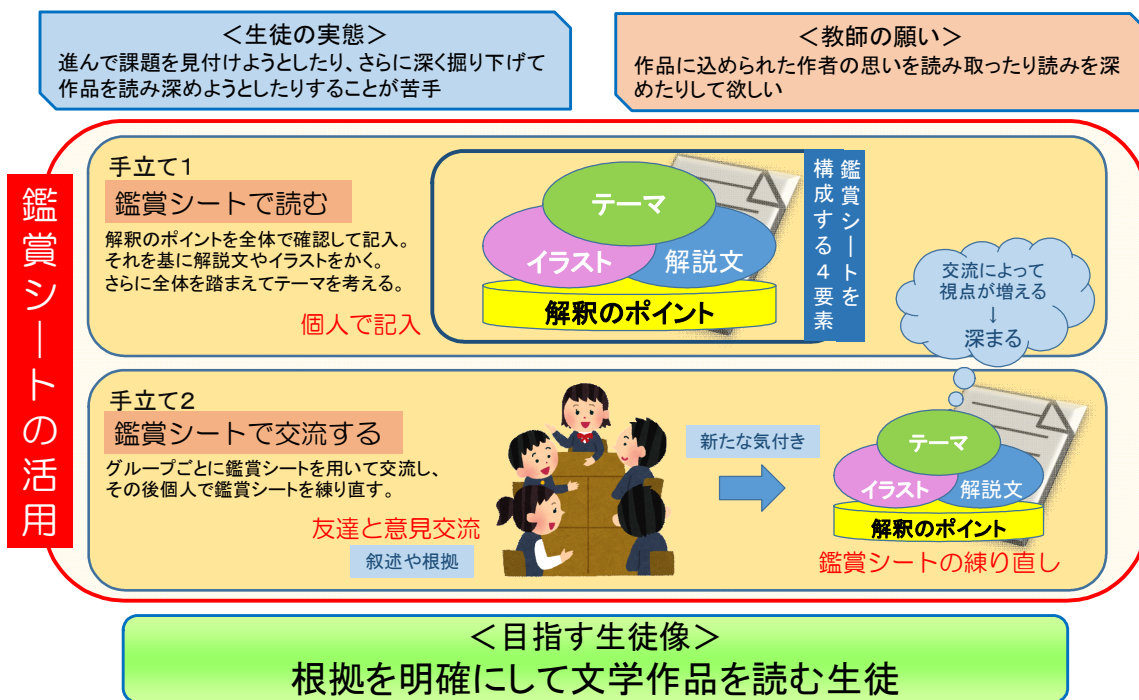 ＜生徒の実態＞
進んで課題を見付けようとしたり、さらに深く掘り下げて
作品を読み深めようとしたりすることが苦手
＜教師の願い＞
作品に込められた作者の思いを読み取ったり読みを深
めたりして欲しい
鑑賞シートの活用
手立て１
鑑賞シートで読む
解釈のポイントを全体で確認して記入。
それを基に解説文やイラストをかく。
さらに全体を踏まえてテーマを考える。
個人で記入
テーマ
イラスト
解説文
解釈のポイント
鑑賞シートを
構成する４要素
交流によって
視点が増える
↓
深まる
手立て２
鑑賞シートで交流する
グループごとに鑑賞シートを用いて交流し、
その後個人で鑑賞シートを練り直す。
友達と意見交流
叙述や根拠
新たな気付き
テーマ
イラスト
解説文
解釈のポイント
鑑賞シートの練り直し
＜目指す生徒像＞
根拠を明確にして文学作品を読む生徒